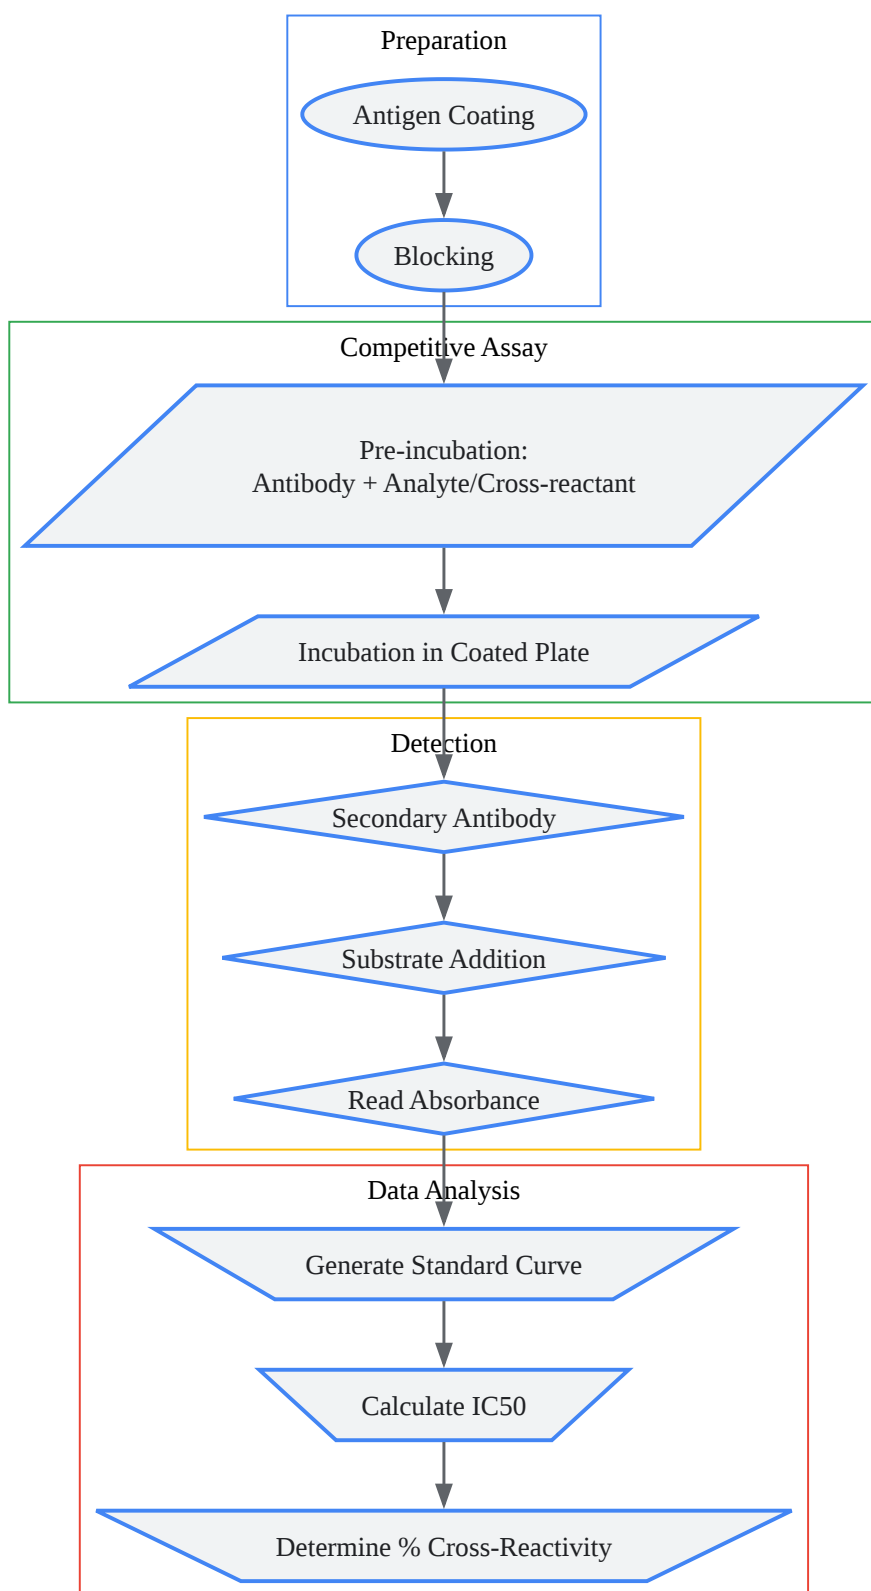 Preparation
Antigen Coating
Blocking
Competitive Assay
Pre-incubation:
Antibody + Analyte/Cross-reactant
Incubation in Coated Plate
Detection
Secondary Antibody
Substrate Addition
Read Absorbance
Data Analysis
Generate Standard Curve
Calculate IC50
Determine % Cross-Reactivity